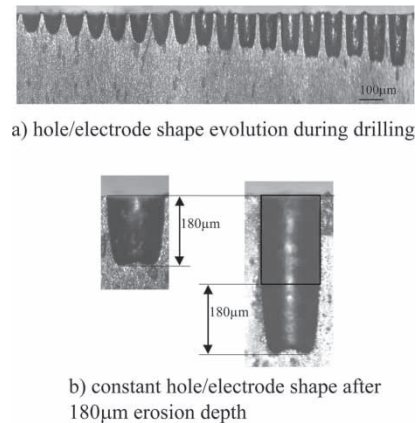 100μm
a) hole/electrode shape evolution during drilling
180μm
180μm
b) constant hole/electrode shape after
180μm erosion depth